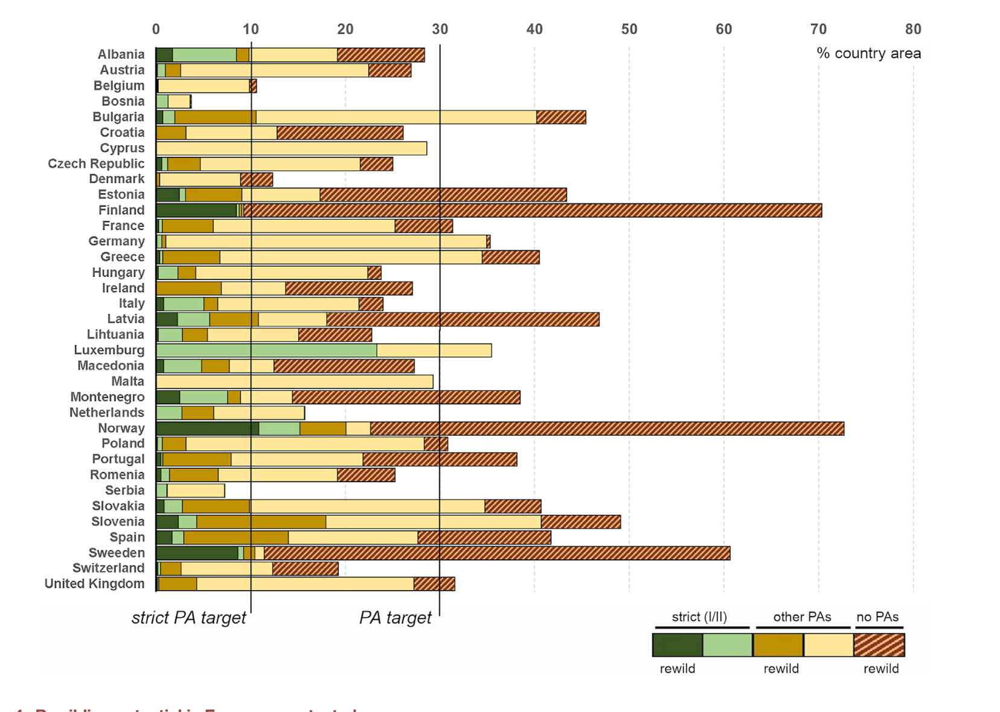 0 10 20 30 40 50 60 70 80
% country area
Albania
Austria
Belgium
Bosnia
Bulgaria
Croatia
Cyprus
Czech Republic
Denmark
Estonia
Finland
France
Germany
Greece
Hungary
Ireland
Italy
Latvia
Lihtuania
Luxemburg
Macedonia
Malta
Montenegro
Netherlands
Norway
Poland
Portugal
Romenia
Serbia
Slovakia
Slovenia
Spain
Sweeden
Switzerland
United Kingdom
strict PA target PA target
strict (I/II) other PAs no PAs
rewild rewild rewild